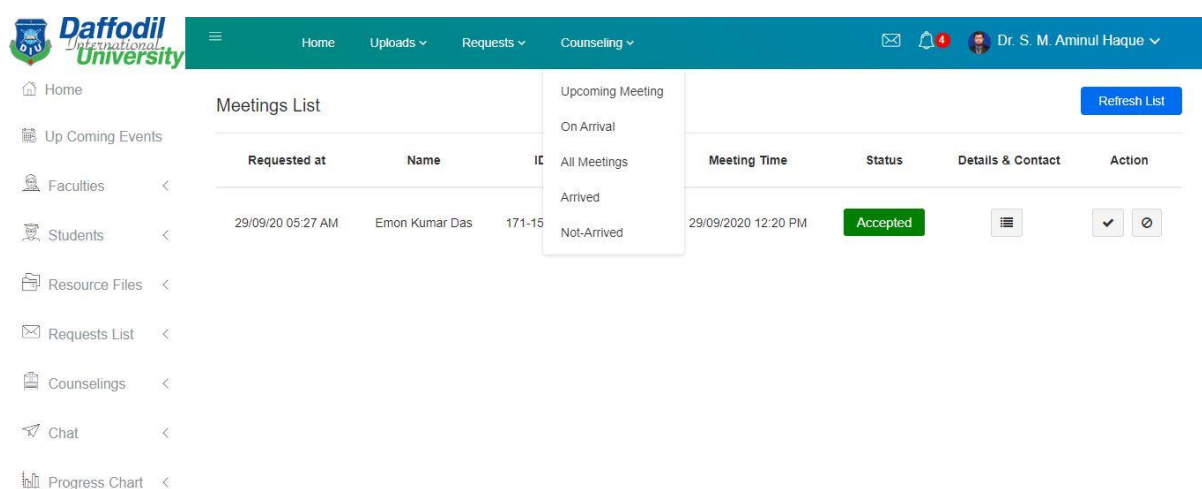 Daffodil
International
University
DIU
Home Uploads Requests Counseling 4 Dr. S. M. Aminul Haque
Home
Up Coming Events
Faculties
Students
Resource Files
Requests List
Counselings
Chat
Progress Chart
Upcoming Meeting
On Arrival
All Meetings
Arrived
Not-Arrived
Meetings List Refresh List
Requested at Name ID Meeting Time Status Details & Contact Action
29/09/20 05:27 AM Emon Kumar Das 171-15 29/09/2020 12:20 PM Accepted